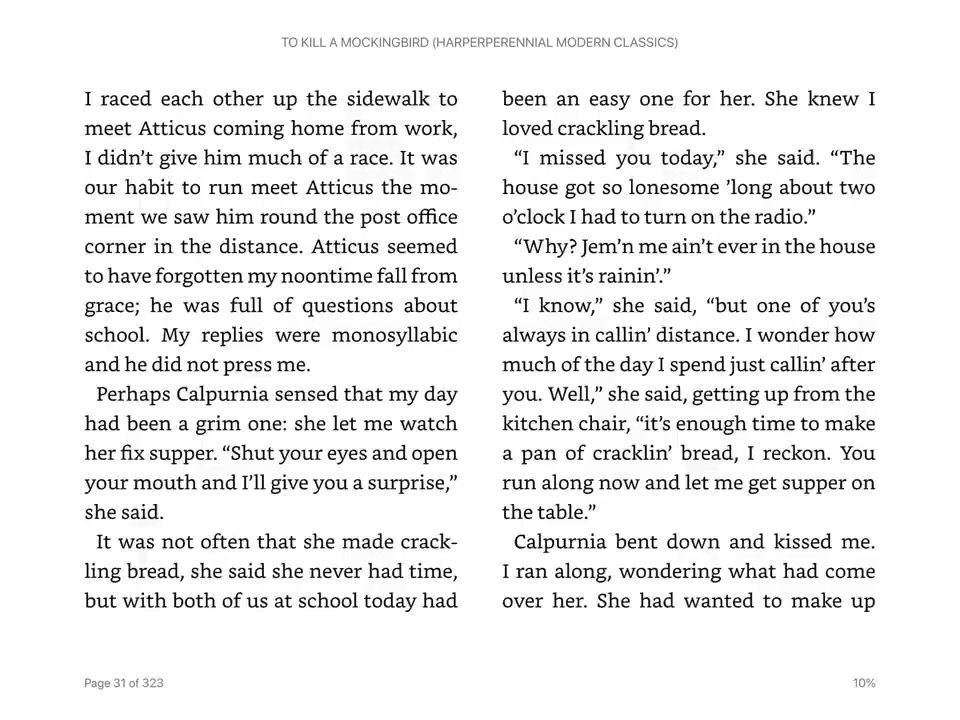 TO KILL A MOCKINGBIRD (HARPERPERENNIAL MODERN CLASSICS)
I raced each other up the sidewalk to
meet Atticus coming home from work,
I didn’t give him much of a race. It was
our habit to run meet Atticus the mo-
ment we saw him round the post office
corner in the distance. Atticus seemed
to have forgotten my noontime fall from
grace; he was full of questions about
school. My replies were monosyllabic
and he did not press me.
Perhaps Calpurnia sensed that my day
had been a grim one: she let me watch
her fix supper. “Shut your eyes and open
your mouth and I’ll give you a surprise,”
she said.
It was not often that she made crack-
ling bread, she said she never had time,
but with both of us at school today had
been an easy one for her. She knew I
loved crackling bread.
“I missed you today,” she said. “The
house got so lonesome ’long about two
o’clock I had to turn on the radio.”
“Why? Jem’n me ain’t ever in the house
unless it’s rainin’.”
“I know,” she said, “but one of you’s
always in callin’ distance. I wonder how
much of the day I spend just callin’ after
you. Well,” she said, getting up from the
kitchen chair, “it’s enough time to make
a pan of cracklin’ bread, I reckon. You
run along now and let me get supper on
the table.”
Calpurnia bent down and kissed me.
I ran along, wondering what had come
over her. She had wanted to make up
Page 31 of 323
10%